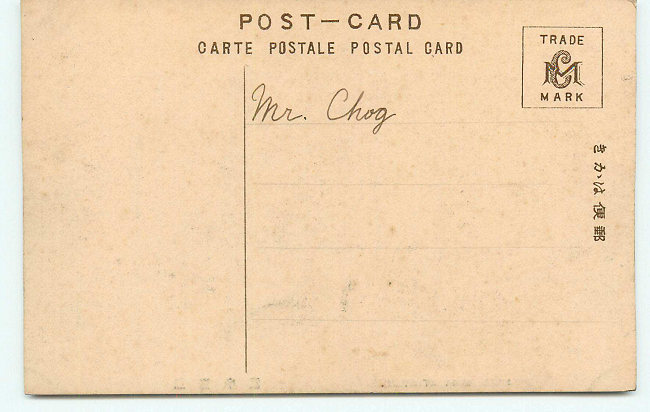 POST-CARD
CARTE POSTALE POSTAL CARD
TRADE
MARK
Mr. Chog
郵便はがき